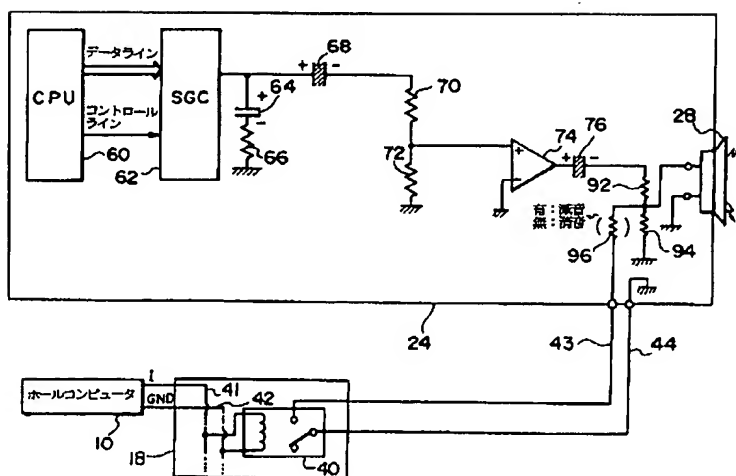 データライン
CPU
SGC
コントロール
ライン
60
62
+
64
-
66
+ 68 -
70
72
+
-
74
+ 76 -
28
92
有:減音
無:消音
96
94
24
43
44
ホールコンピュータ
I
GND
10
41
42
18
40